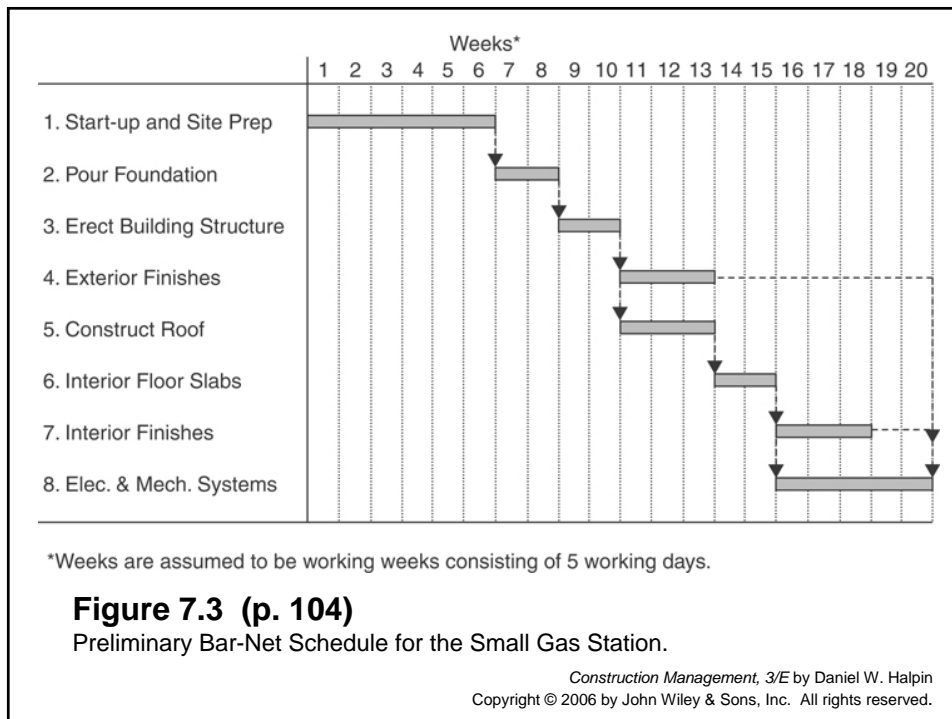 Weeks*
1 2 3 4 5 6 7 8 9 10 11 12 13 14 15 16 17 18 19 20
1. Start-up and Site Prep
2. Pour Foundation
3. Erect Building Structure
4. Exterior Finishes
5. Construct Roof
6. Interior Floor Slabs
7. Interior Finishes
8. Elec. & Mech. Systems
*Weeks are assumed to be working weeks consisting of 5 working days.
Figure 7.3 (p. 104)
Preliminary Bar-Net Schedule for the Small Gas Station.
Construction Management, 3/E by Daniel W. Halpin
Copyright © 2006 by John Wiley & Sons, Inc. All rights reserved.